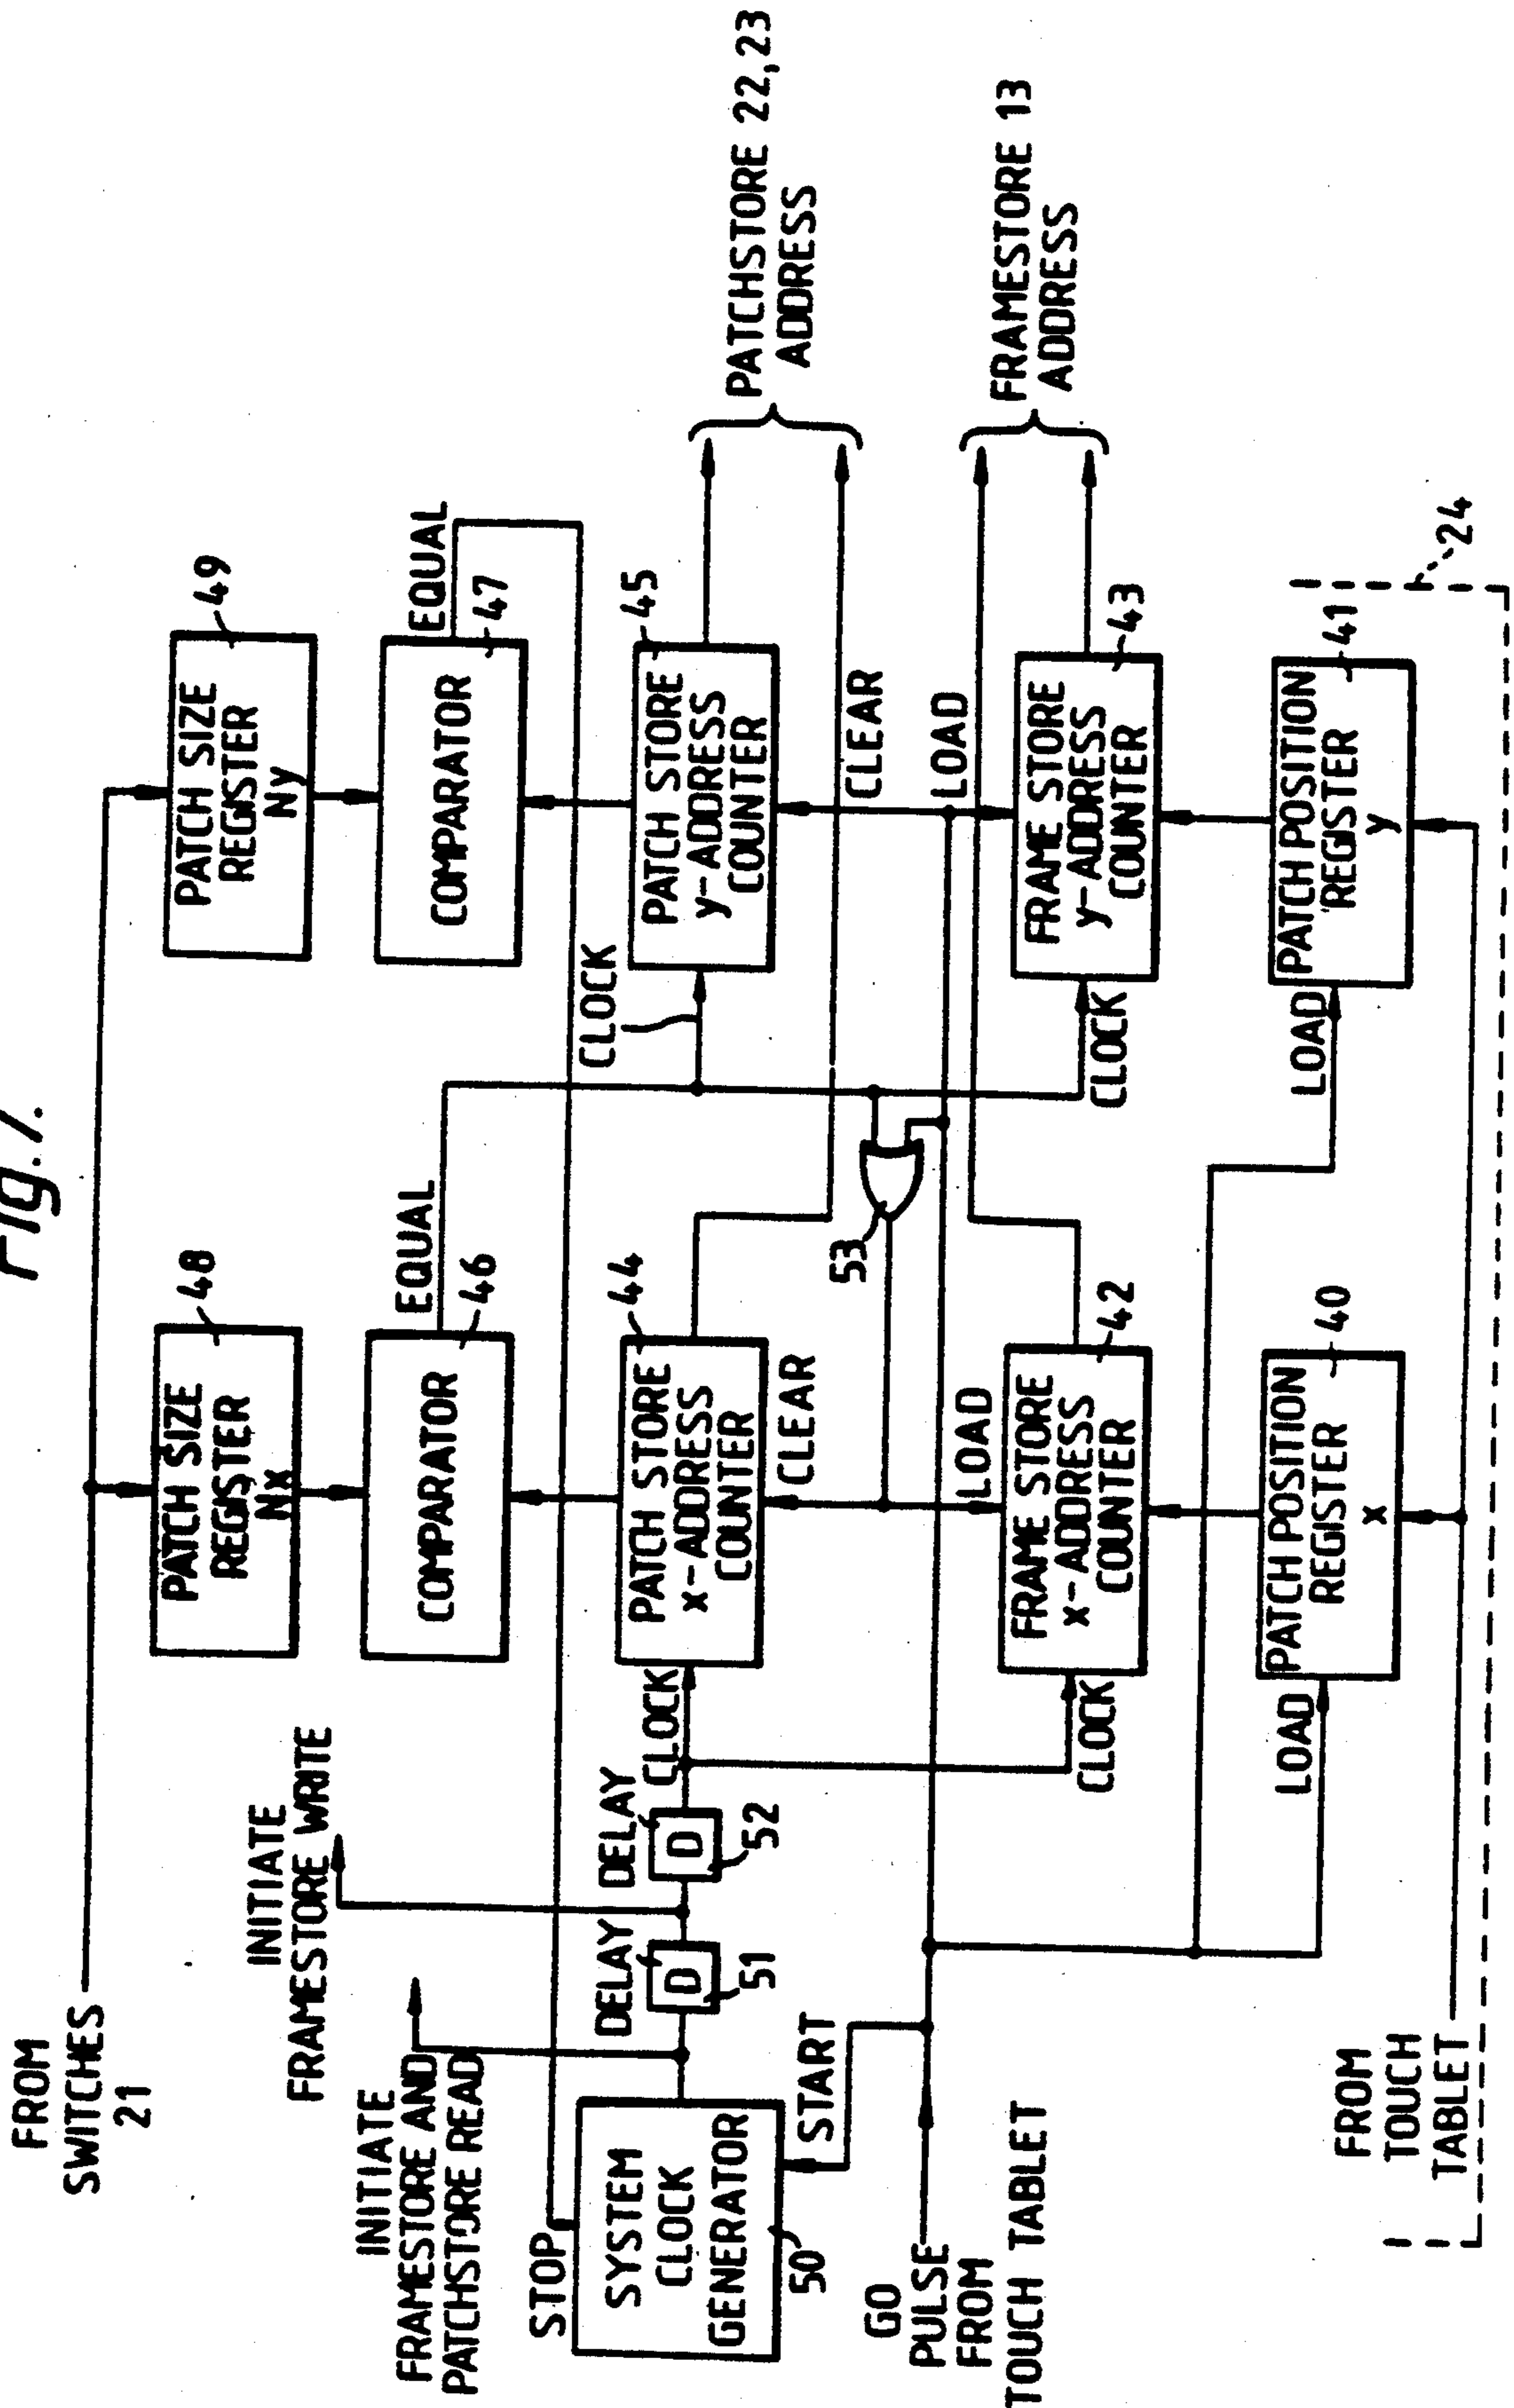 Fig. 7.
FROM
SWITCHES
21
PATCH SIZE
REGISTER
Nx
48
PATCH SIZE
REGISTER
Ny
49
INITIATE
FRAMESTORE WRITE
INITIATE
FRAMESTORE AND
PATCHSTORE READ
COMPARATOR
46
EQUAL
COMPARATOR
47
EQUAL
STOP
SYSTEM
CLOCK
GENERATOR
50
START
DELAY
D
51
DELAY
D
52
CLOCK
PATCH STORE
x-ADDRESS
COUNTER
44
CLEAR
CLOCK
PATCH STORE
y-ADDRESS
COUNTER
45
CLEAR
PATCHSTORE 22,23
ADDRESS
53
GO
PULSE
FROM
TOUCH TABLET
LOAD
FRAME STORE
x-ADDRESS
COUNTER
42
CLOCK
LOAD
FRAME STORE
y-ADDRESS
COUNTER
43
CLOCK
FRAMESTORE 13
ADDRESS
LOAD
PATCH POSITION
REGISTER
x
40
LOAD
PATCH POSITION
REGISTER
y
41
24
FROM
TOUCH
TABLET